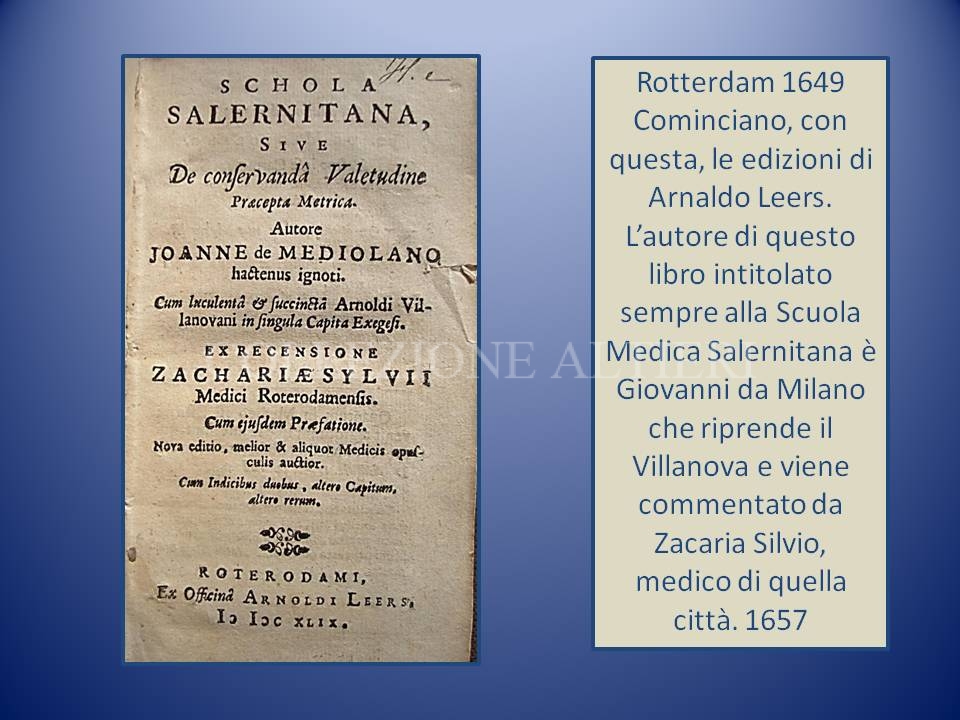 H. e
SCHOLA
SALERNITANA,
SIVE
De conſervandâ Valetudine
Præcepta Metrica.
Autore
JOANNE de MEDIOLANO
hactenus ignoti.
Cum luculentâ & ſuccinctâ Arnoldi Vil-
lanovani in ſingula Capita Exegeſi.
EX RECENSIONE
ZACHARIÆ SYLVII
Medici Roterodamenſis.
Cum ejuſdem Præfatione.
Nova editio, melior & aliquot Medicis opuſ-
culis auctior.
Cum Indicibus duobus, altero Capitum,
altero rerum.
ROTERODAMI,
Ex Officinâ ARNOLDI LEERS,
IƆ IƆC XLIX.
Rotterdam 1649
Cominciano, con
questa, le edizioni di
Arnaldo Leers.
L’autore di questo
libro intitolato
sempre alla Scuola
Medica Salernitana è
Giovanni da Milano
che riprende il
Villanova e viene
commentato da
Zacaria Silvio,
medico di quella
città. 1657
COLLEZIONE ALTIERI